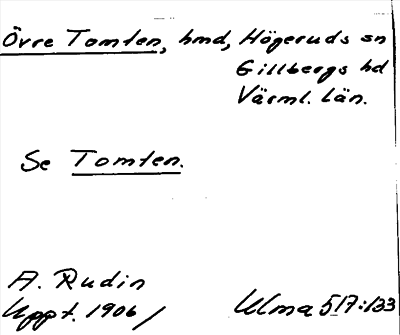 Övre Tomten, hmd, Högeruds sn
Gillbergs hd
Värml. län.
Se Tomten.
A. Rudin
Uppt. 1906
Ulma 517:133